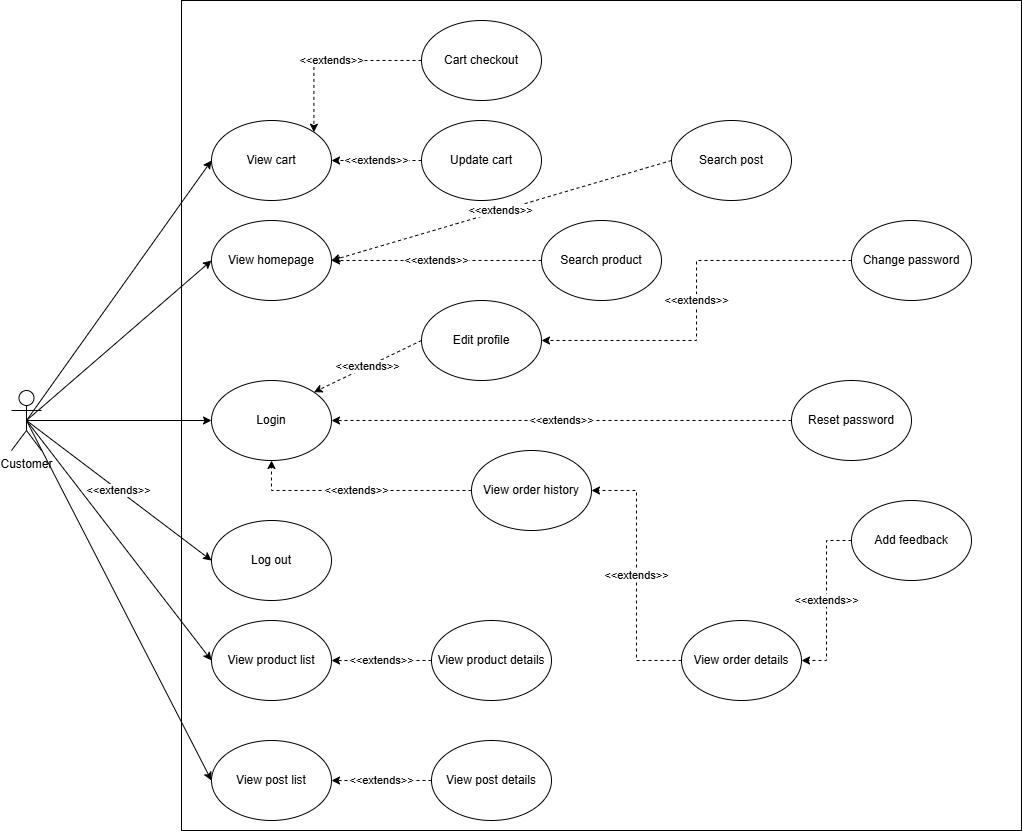 Cart checkout
<<extends>>
View cart
<<extends>>
Update cart
Search post
<<extends>>
View homepage
<<extends>>
Search product
Change password
<<extends>>
Edit profile
<<extends>>
Login
<<extends>>
Reset password
Customer
<<extends>>
<<extends>>
View order history
Add feedback
Log out
<<extends>>
<<extends>>
View product list
<<extends>>
View product details
View order details
View post list
<<extends>>
View post details